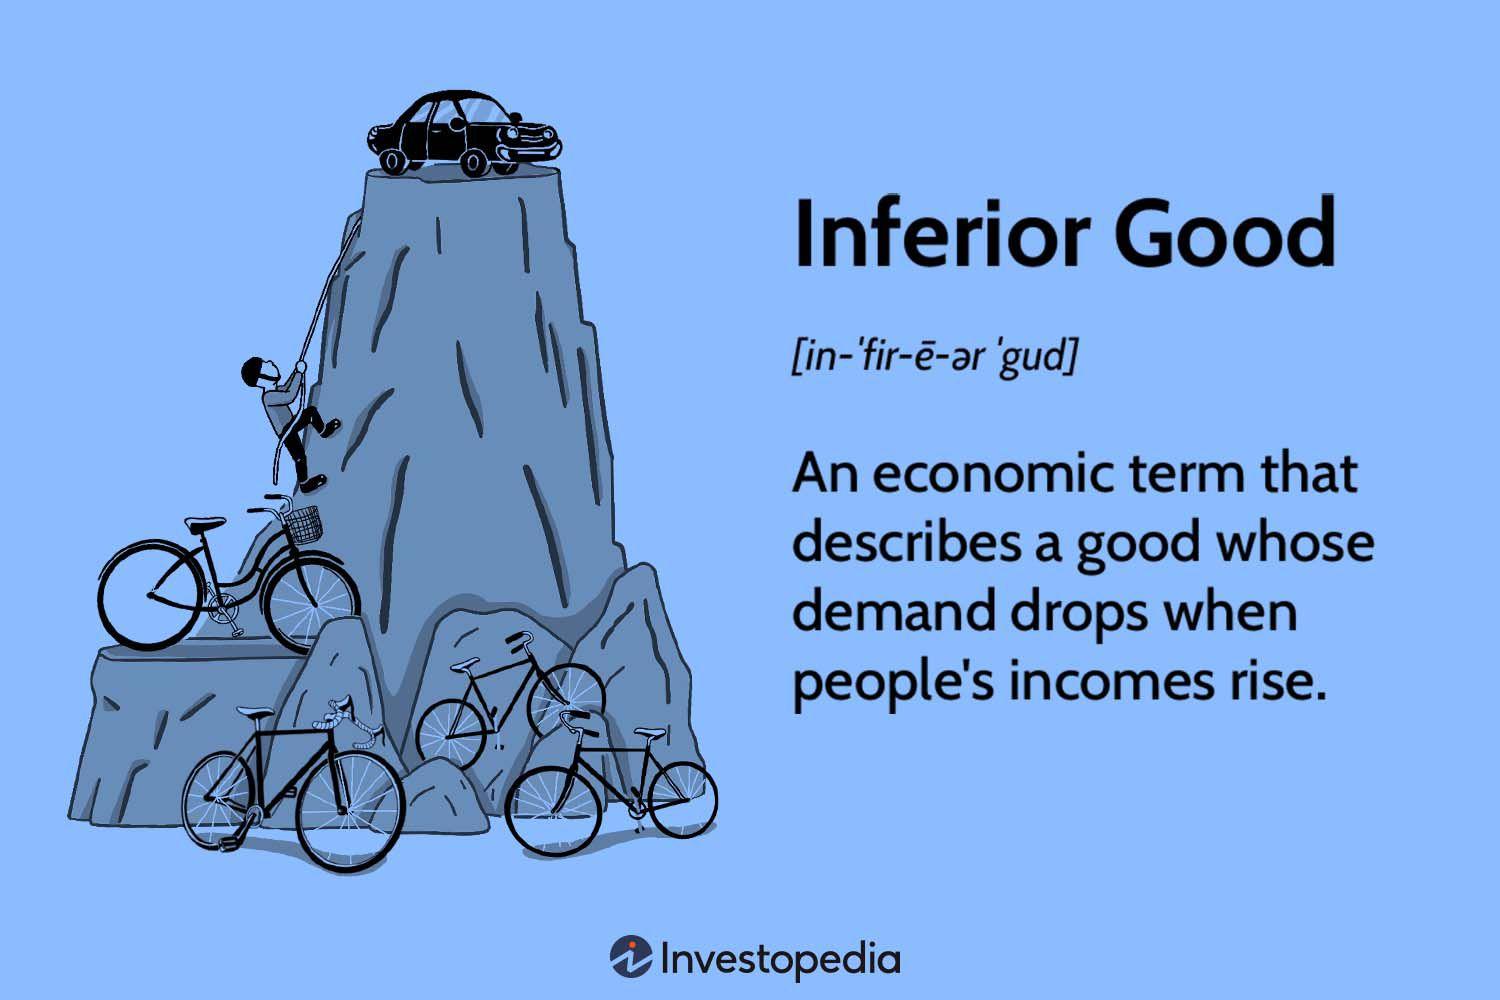 Inferior Good
[in-ˈfir-ē-ər ˈgud]
An economic term that
describes a good whose
demand drops when
people's incomes rise.
Investopedia